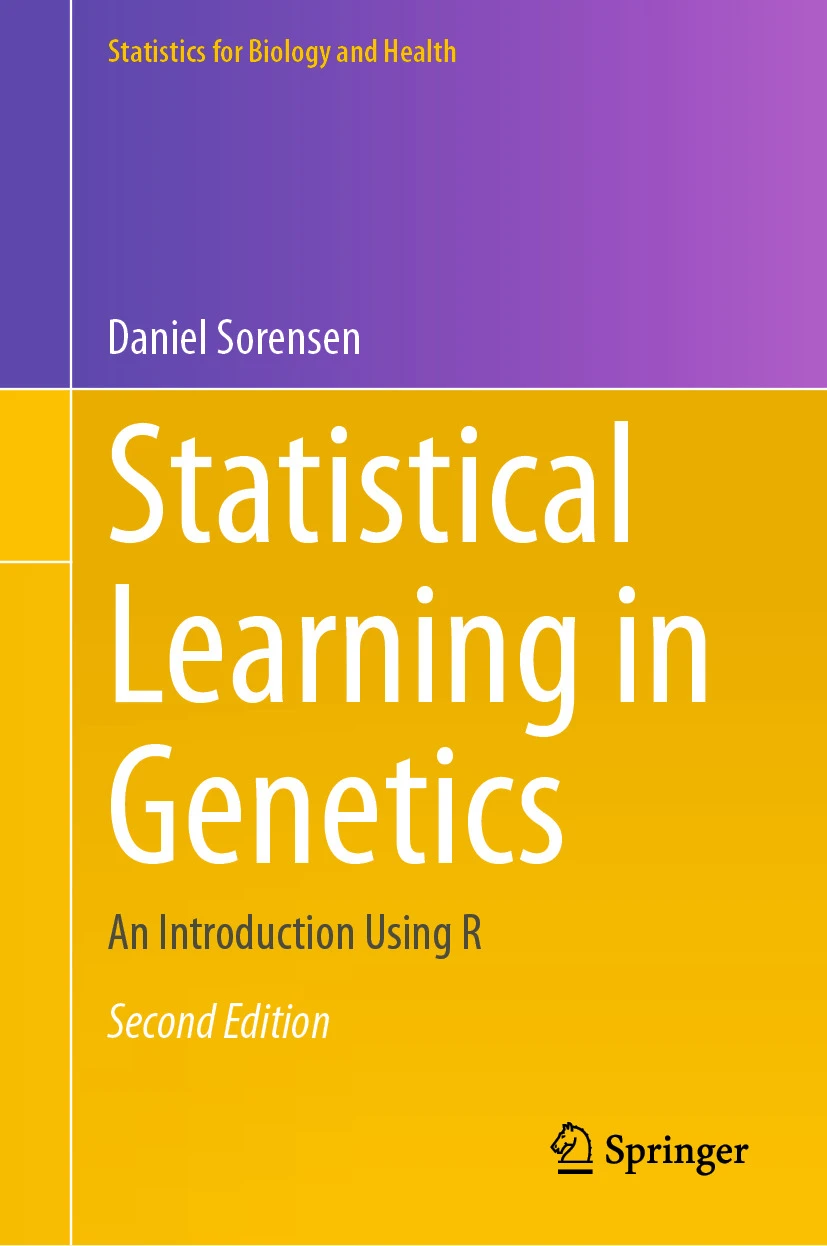 Statistics for Biology and Health
Daniel Sorensen
Statistical
Learning in
Genetics
An Introduction Using R
Second Edition
Springer